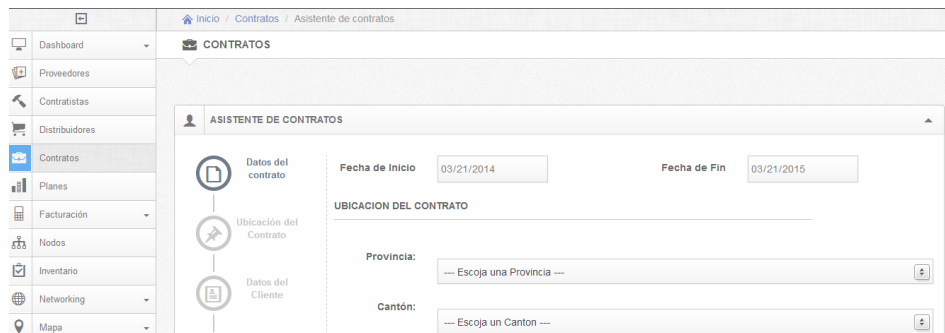 Inicio / Contratos / Asistente de contratos
Dashboard
Proveedores
Contratistas
Distribuidores
Contratos
Planes
Facturación
Nodos
Inventario
Networking
Mapa
CONTRATOS
ASISTENTE DE CONTRATOS
Datos del
contrato
Ubicación del
Contrato
Datos del
Cliente
Fecha de Inicio 03/21/2014 Fecha de Fin 03/21/2015
UBICACION DEL CONTRATO
Provincia:
--- Escoja una Provincia ---
Cantón:
--- Escoja un Canton ---